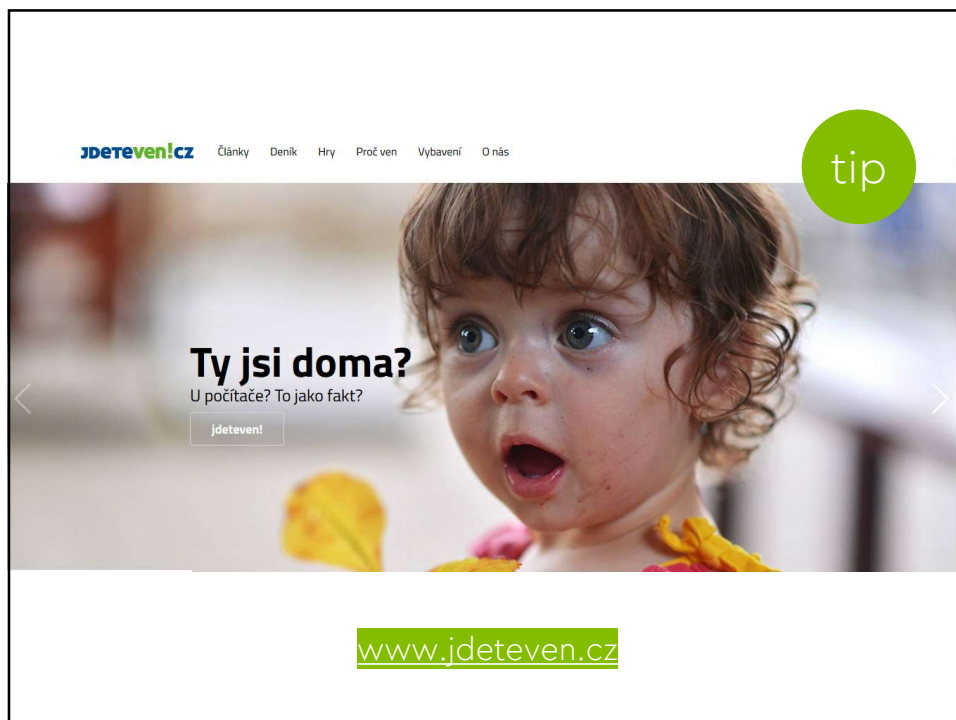 JDETEven!CZ
Články Deník Hry Proč ven Vybavení O nás
tip
Ty jsi doma?
U počítače? To jako fakt?
jdeteven!
www.jdeteven.cz